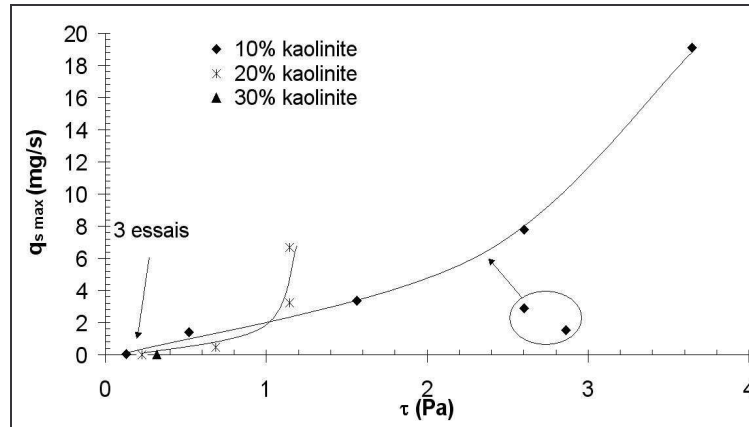 20
18
16
14
12
10
8
6
4
2
0
q s max (mg/s)
10% kaolinite
20% kaolinite
30% kaolinite
3 essais
0 1 2 3 4
τ (Pa)